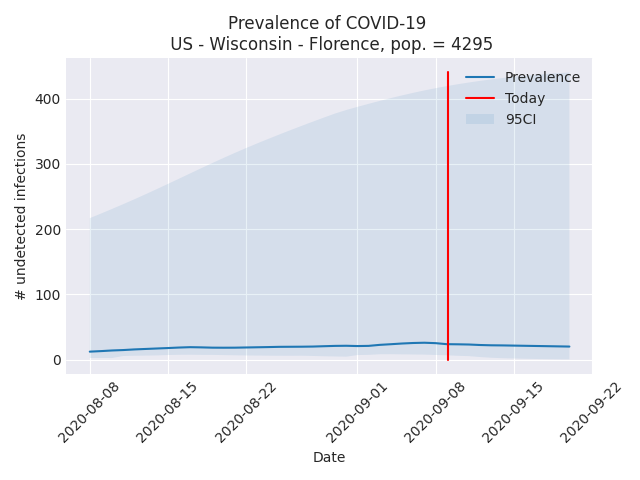 Prevalence of COVID-19
US - Wisconsin - Florence, pop. = 4295
Prevalence
Today
95CI
# undetected infections
400
300
200
100
0
2020-08-08
2020-08-15
2020-08-22
2020-09-01
2020-09-08
2020-09-15
2020-09-22
Date